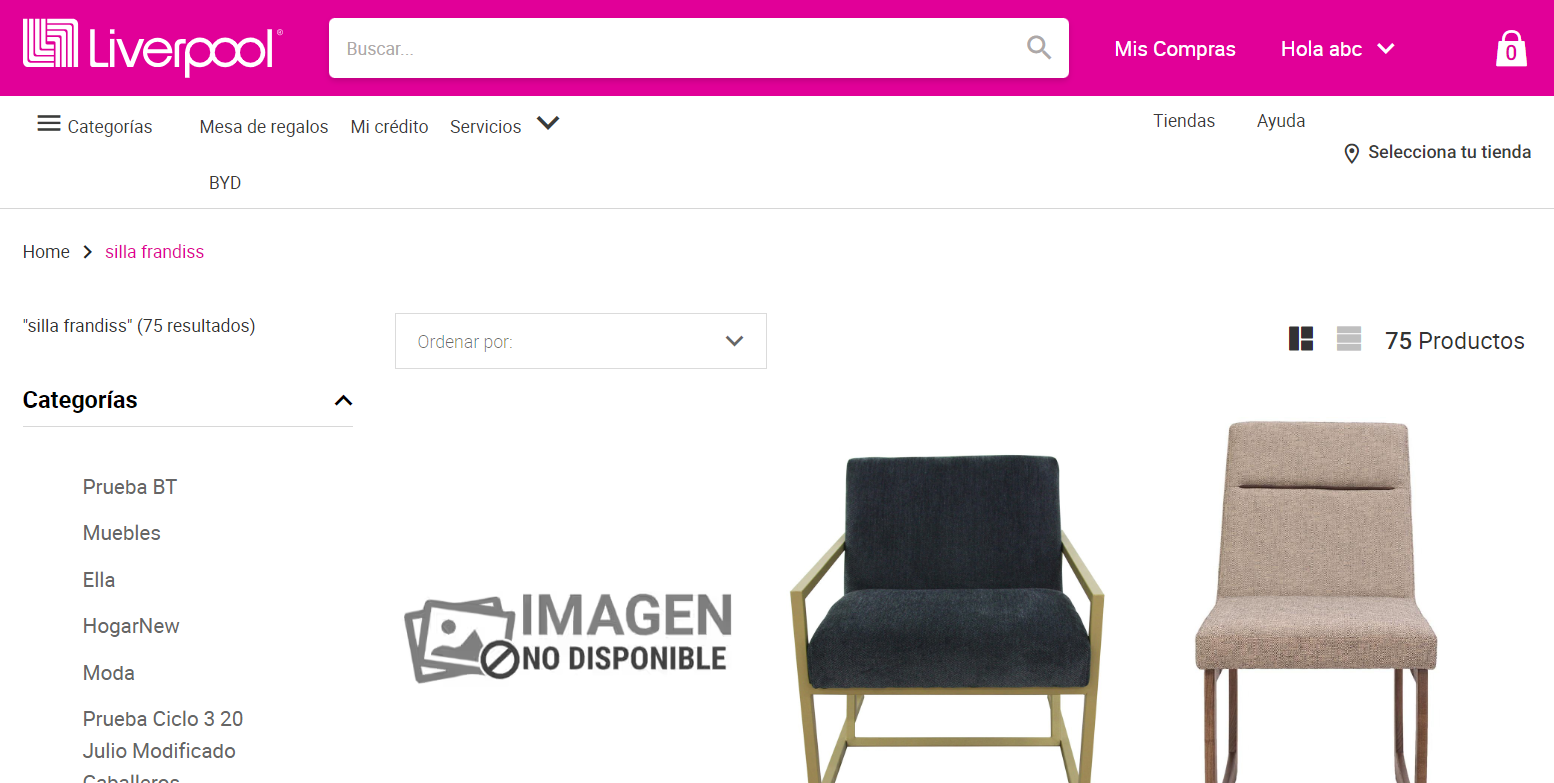 Liverpool®
Buscar...
Mis Compras
Hola abc
0
Categorías
Mesa de regalos
Mi crédito
Servicios
Tiendas
Ayuda
Selecciona tu tienda
BYD
Home
silla frandiss
"silla frandiss" (75 resultados)
Ordenar por:
75 Productos
Categorías
Prueba BT
Muebles
Ella
HogarNew
Moda
Prueba Ciclo 3 20
Julio Modificado
Caballeros
IMAGEN
NO DISPONIBLE